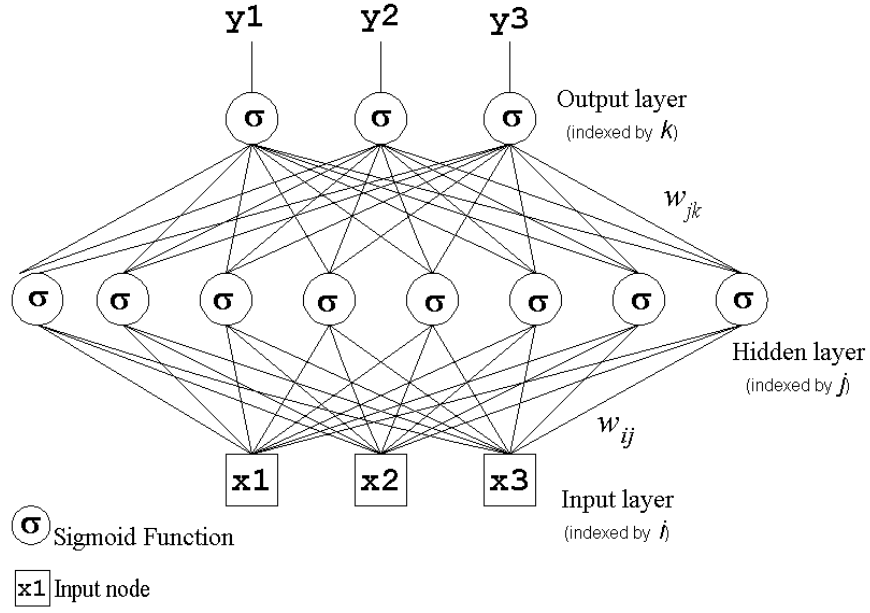 y1 y2 y3
σ σ σ
Output layer
(indexed by k)
w_jk
σ σ σ σ σ σ σ σ
Hidden layer
(indexed by j)
w_ij
x1 x2 x3
Input layer
(indexed by i)
σ Sigmoid Function
x1 Input node